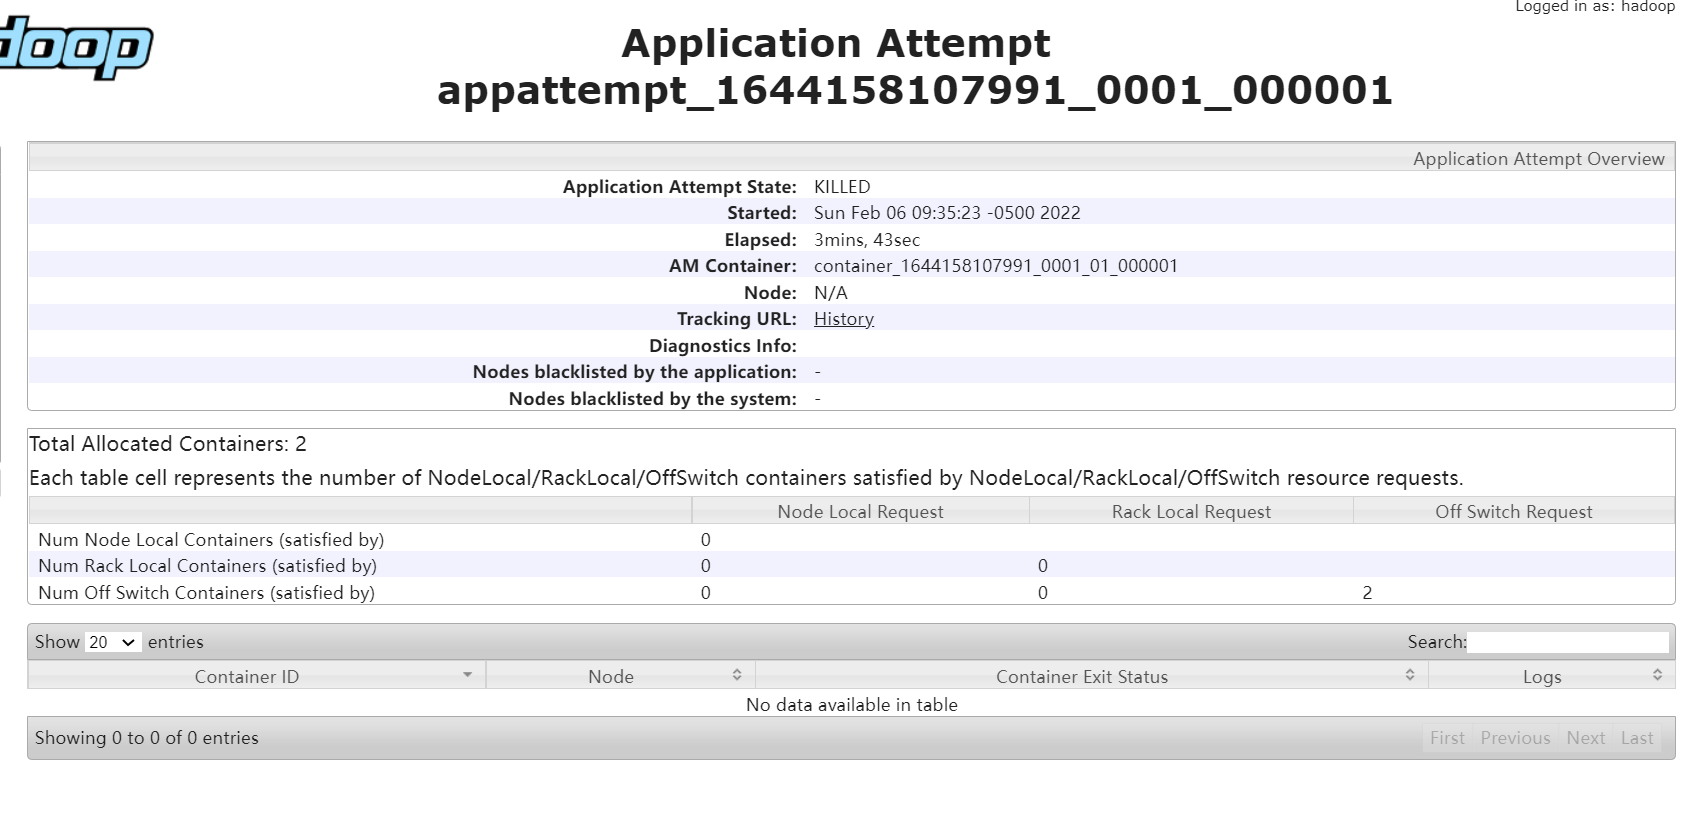 Logged in as: hadoop
doop
Application Attempt
appattempt_1644158107991_0001_000001
Application Attempt Overview
Application Attempt State: KILLED
Started: Sun Feb 06 09:35:23 -0500 2022
Elapsed: 3mins, 43sec
AM Container: container_1644158107991_0001_01_000001
Node: N/A
Tracking URL: History
Diagnostics Info:
Nodes blacklisted by the application: -
Nodes blacklisted by the system: -
Total Allocated Containers: 2
Each table cell represents the number of NodeLocal/RackLocal/OffSwitch containers satisfied by NodeLocal/RackLocal/OffSwitch resource requests.
Node Local Request Rack Local Request Off Switch Request
Num Node Local Containers (satisfied by) 0
Num Rack Local Containers (satisfied by) 0 0
Num Off Switch Containers (satisfied by) 0 0 2
Show 20 entries Search:
Container ID Node Container Exit Status Logs
No data available in table
Showing 0 to 0 of 0 entries First Previous Next Last